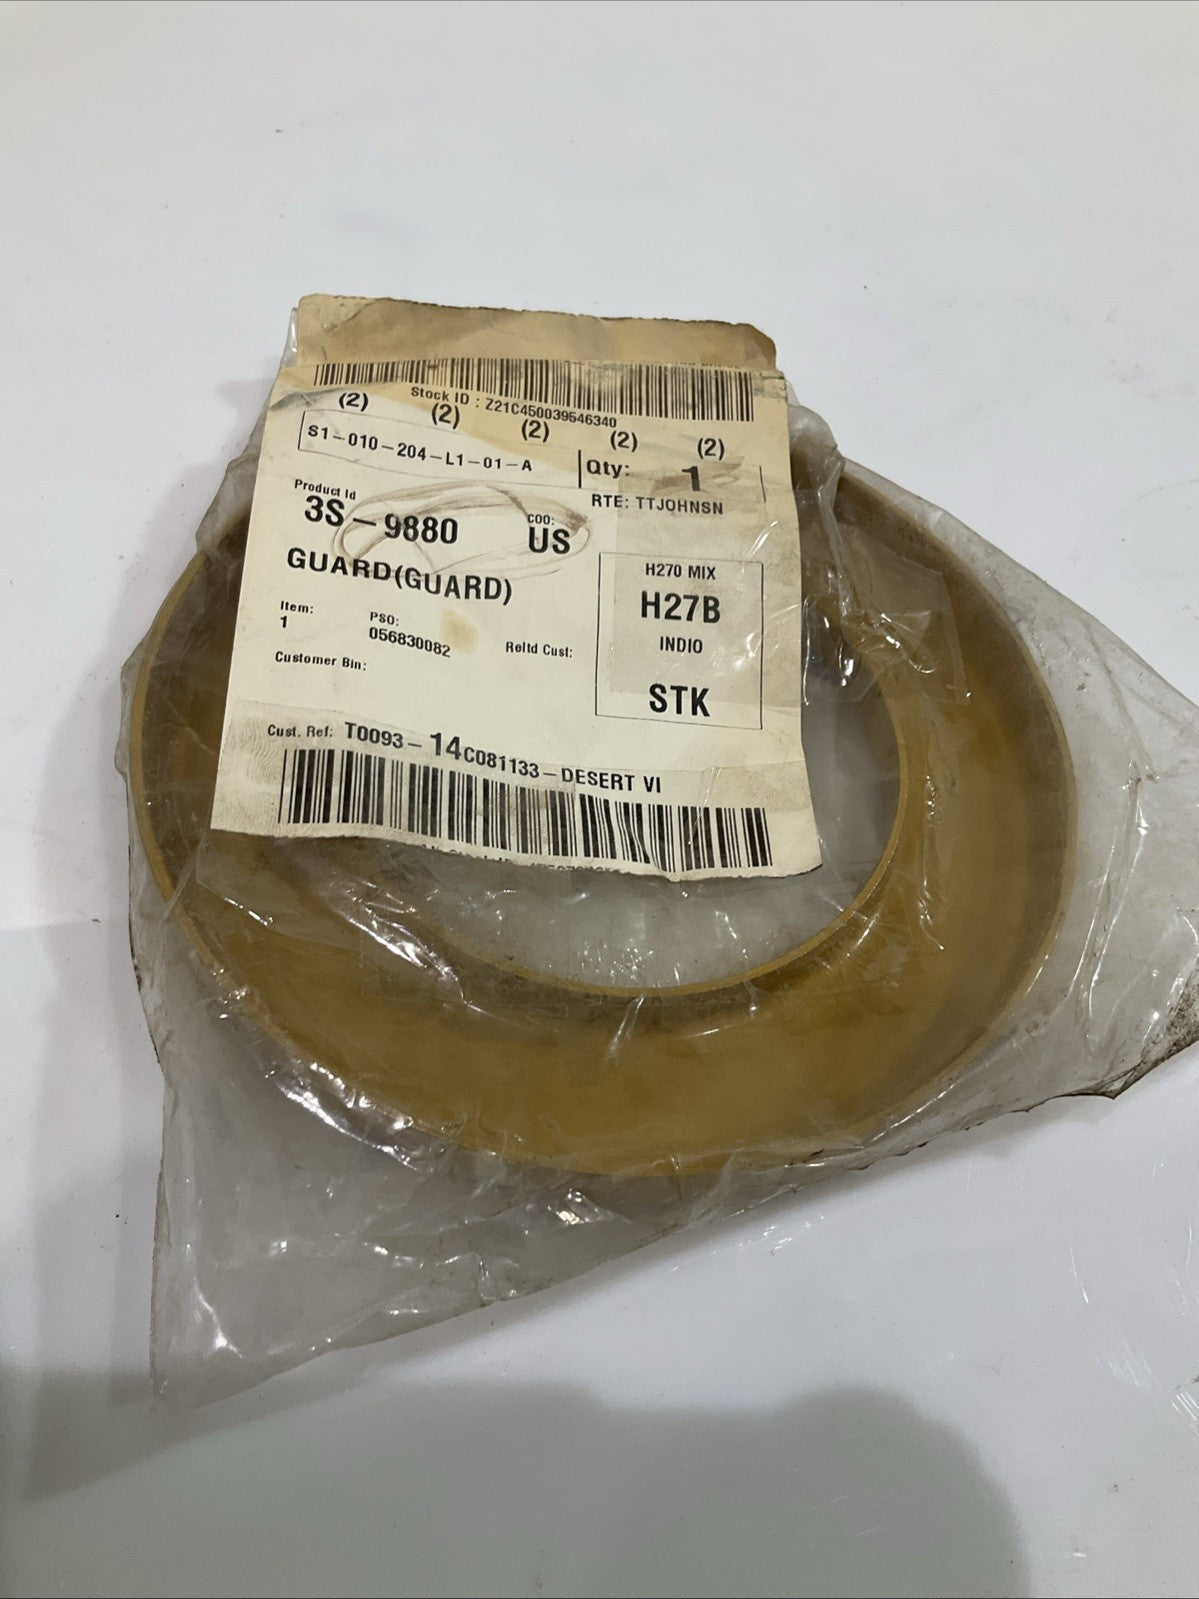 Stock ID : Z21C450039546340
(2) (2) (2) (2) (2)
S1-010-204-L1-01-A
Qty: 1
RTE: TTJOHNSN
Product Id
3S-9880
COO:
US
GUARD(GUARD)
H270 MIX
H27B
INDIO
STK
Item:
1
PSO:
056830082
Reltd Cust:
Customer Bin:
Cust. Ref: T0093-14C081133-DESERT VI